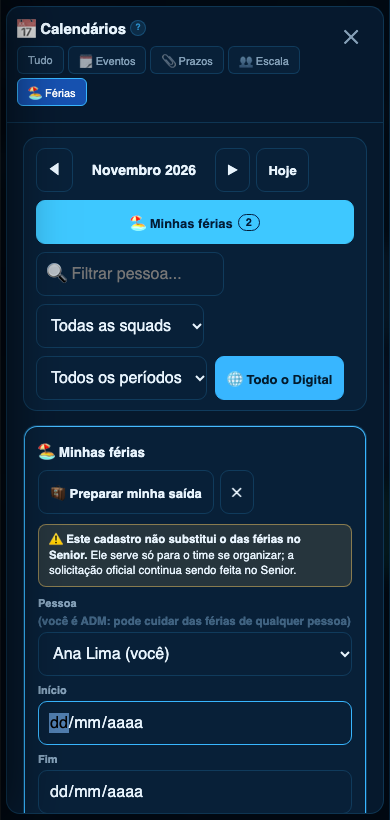 Calendários ?
Tudo
Eventos
Prazos
Escala
Férias
Novembro 2026
Hoje
Minhas férias 2
Filtrar pessoa...
Todas as squads
Todos os períodos
Todo o Digital
Minhas férias
Preparar minha saída
Este cadastro não substitui o das férias no
Senior. Ele serve só para o time se organizar; a
solicitação oficial continua sendo feita no Senior.
Pessoa
(você é ADM: pode cuidar das férias de qualquer pessoa)
Ana Lima (você)
Início
dd/mm/aaaa
Fim
dd/mm/aaaa